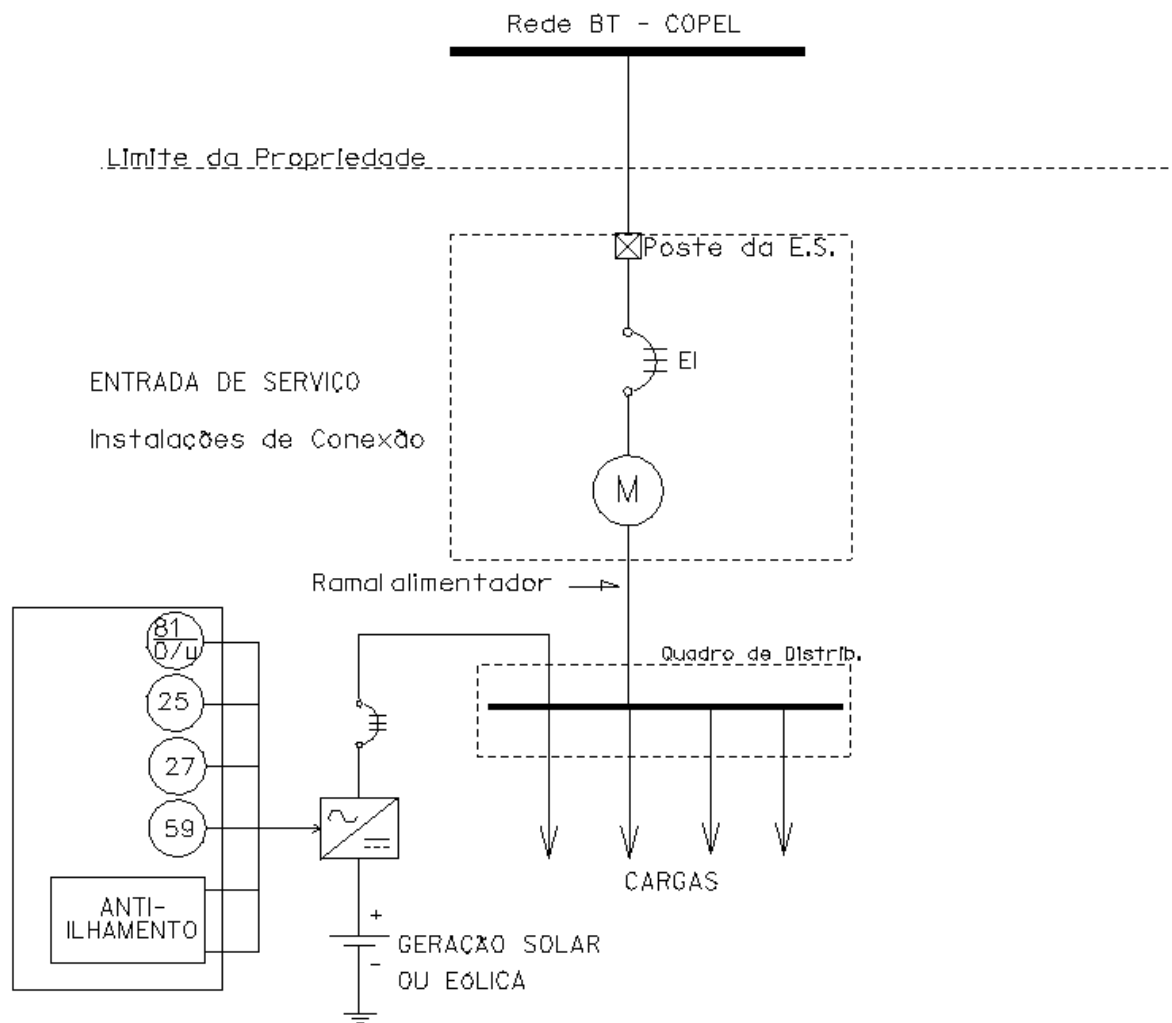 Rede BT - COPEL
Limite da Propriedade
Poste da E.S.
EI
ENTRADA DE SERVIÇO
Instalações de Conexão
M
Ramal alimentador
Quadro de Distrib.
81
O/u
25
27
59
ANTI-
ILHAMENTO
CARGAS
+
GERAÇÃO SOLAR
-
OU EÓLICA